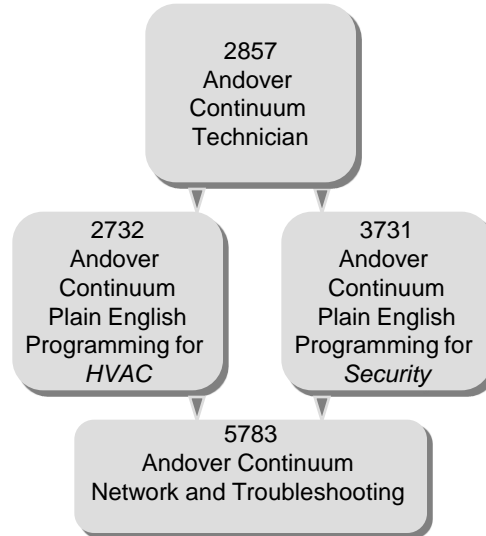 2857
Andover
Continuum
Technician
2732
Andover
Continuum
Plain English
Programming for
HVAC
3731
Andover
Continuum
Plain English
Programming for
Security
5783
Andover Continuum
Network and Troubleshooting